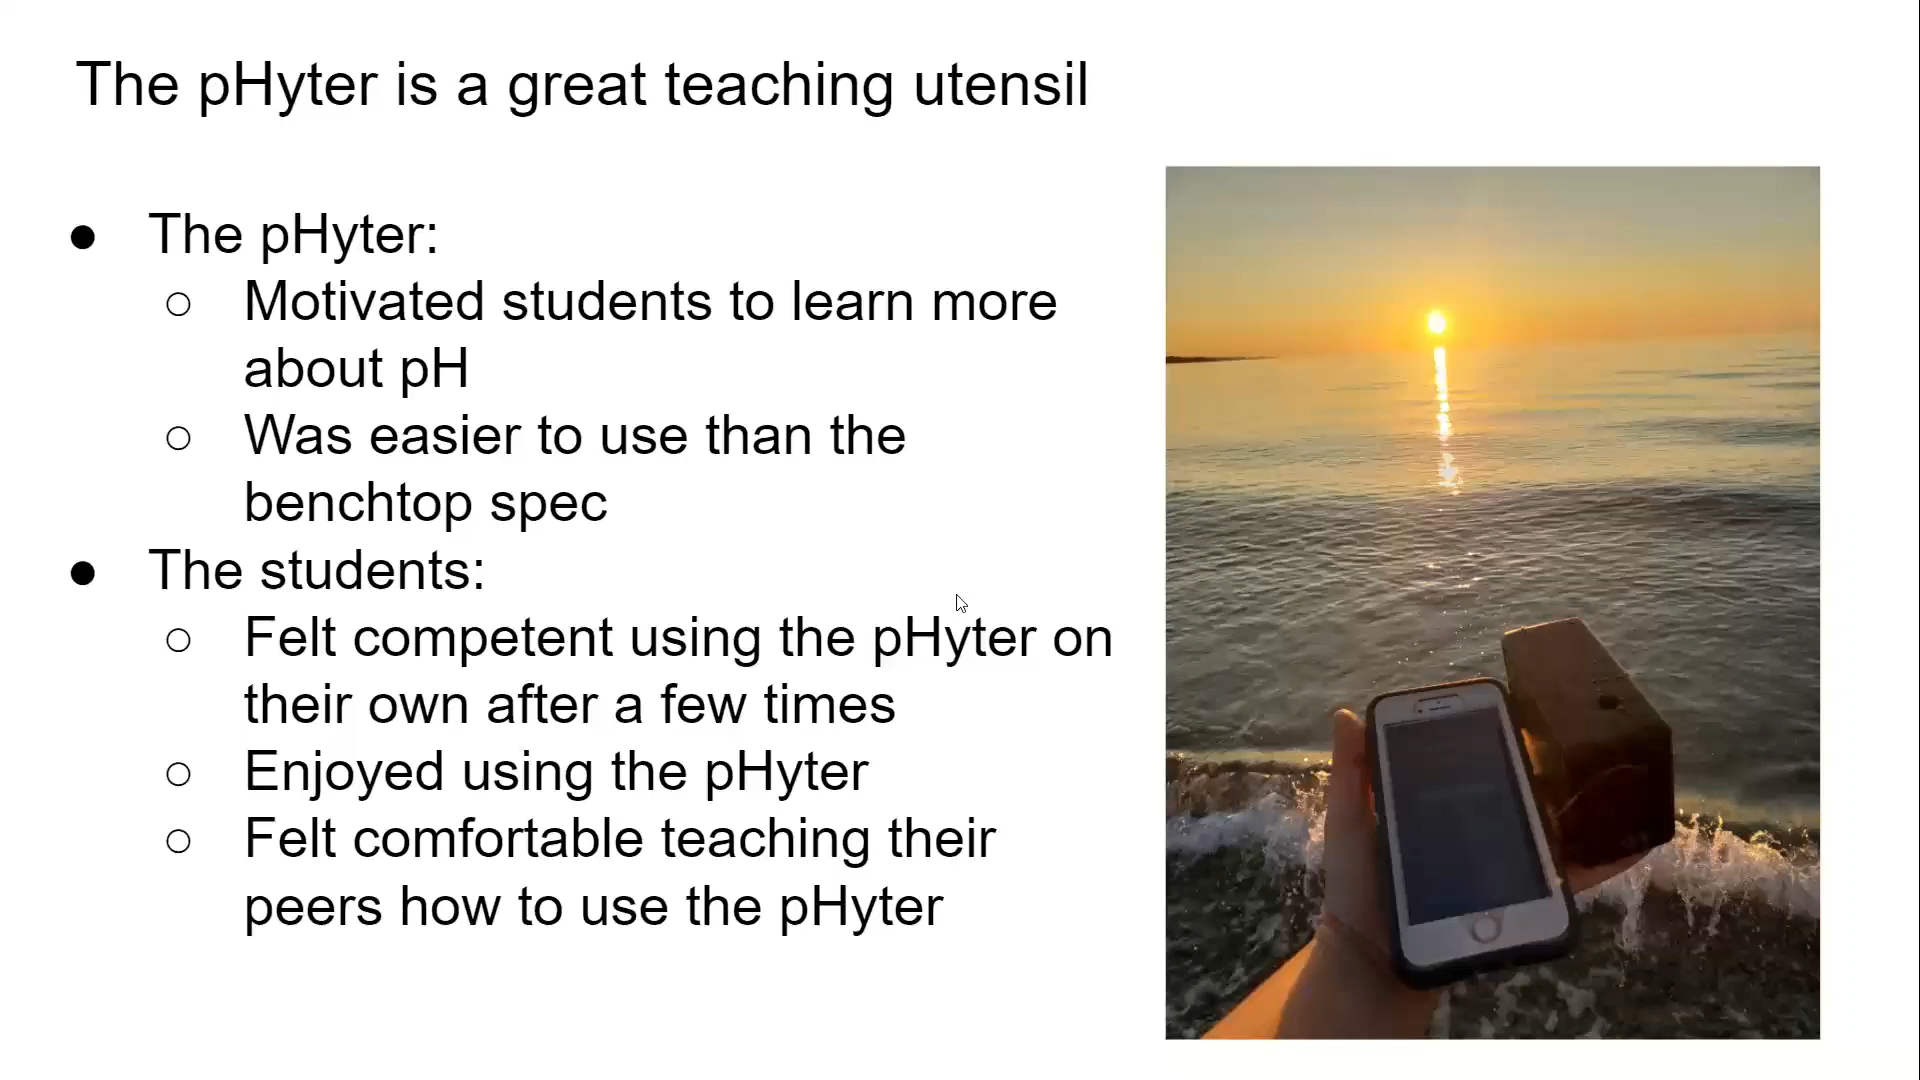 The pHyter is a great teaching utensil
● The pHyter:
○ Motivated students to learn more
about pH
○ Was easier to use than the
benchtop spec
● The students:
○ Felt competent using the pHyter on
their own after a few times
○ Enjoyed using the pHyter
○ Felt comfortable teaching their
peers how to use the pHyter